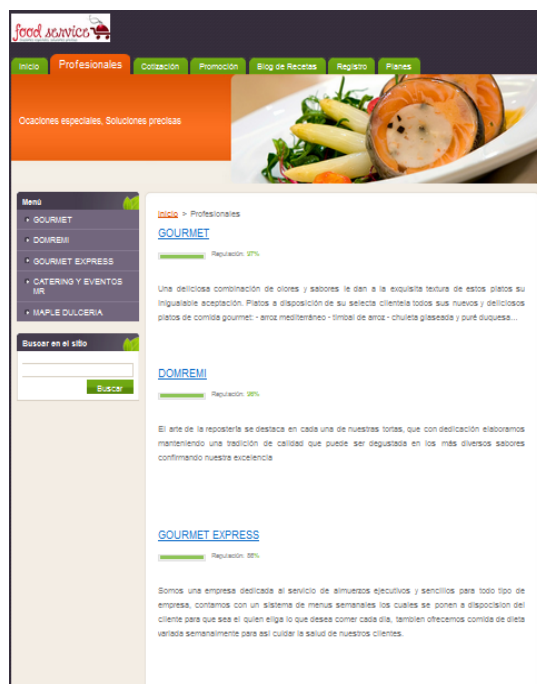 food service
Inicio Profesionales Cotización Promoción Blog de Recetas Registro Planes
Ocaciones especiales, Soluciones precisas
Menú
GOURMET
DOMREMI
GOURMET EXPRESS
CATERING Y EVENTOS
MR
MAPLE DULCERIA
Buscar en el sitio
Buscar
Inicio > Profesionales
GOURMET
Reputación: 97%
Una deliciosa combinación de olores y sabores le dan a la exquisita textura de estos platos su
inigualable aceptación. Platos a disposición de su selecta clientela todos sus nuevos y deliciosos
platos de comida gourmet: - arroz mediterráneo - timbal de arroz - chuleta glaseada y puré duquesa...
DOMREMI
Reputación: 98%
El arte de la repostería se destaca en cada una de nuestras tortas, que con dedicación elaboramos
manteniendo una tradición de calidad que puede ser degustada en los más diversos sabores
confirmando nuestra excelencia
GOURMET EXPRESS
Reputación:
Somos una empresa dedicada al servicio de almuerzos ejecutivos y sencillos para todo tipo de
empresa, contamos con un sistema de menus semanales los cuales se ponen a dispocision del
cliente para que sea el quien eliga lo que desea comer cada dia, tambien ofrecemos comida de dieta
variada semanalmente para asi cuidar la salud de nuestros clientes.